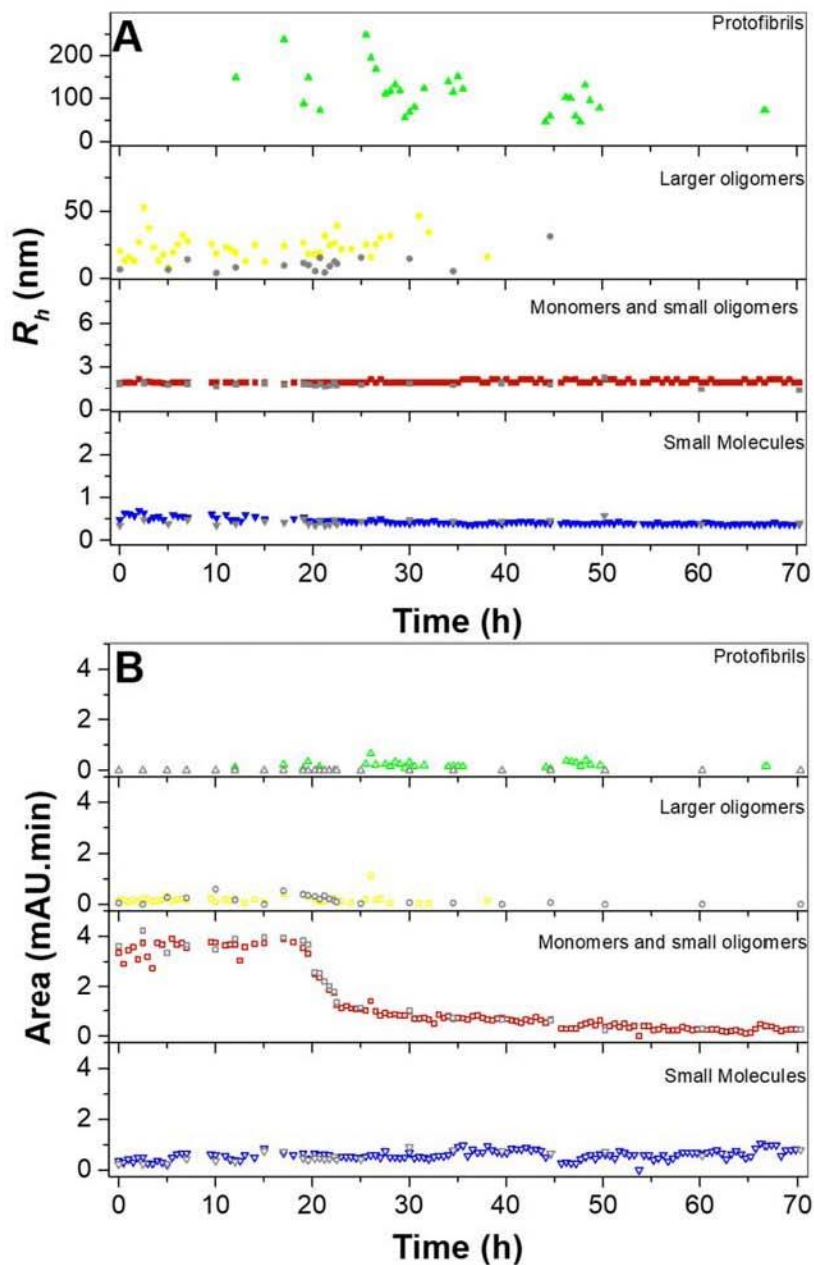 A
Protofibrils
200
100
0
Larger oligomers
50
0
Monomers and small oligomers
6
3
0
Small Molecules
2
1
0
R_h (nm)
0 10 20 30 40 50 60 70
Time (h)
B
Protofibrils
4
2
0
Larger oligomers
4
2
0
Monomers and small oligomers
4
2
0
Small Molecules
4
2
0
Area (mAU.min)
0 10 20 30 40 50 60 70
Time (h)